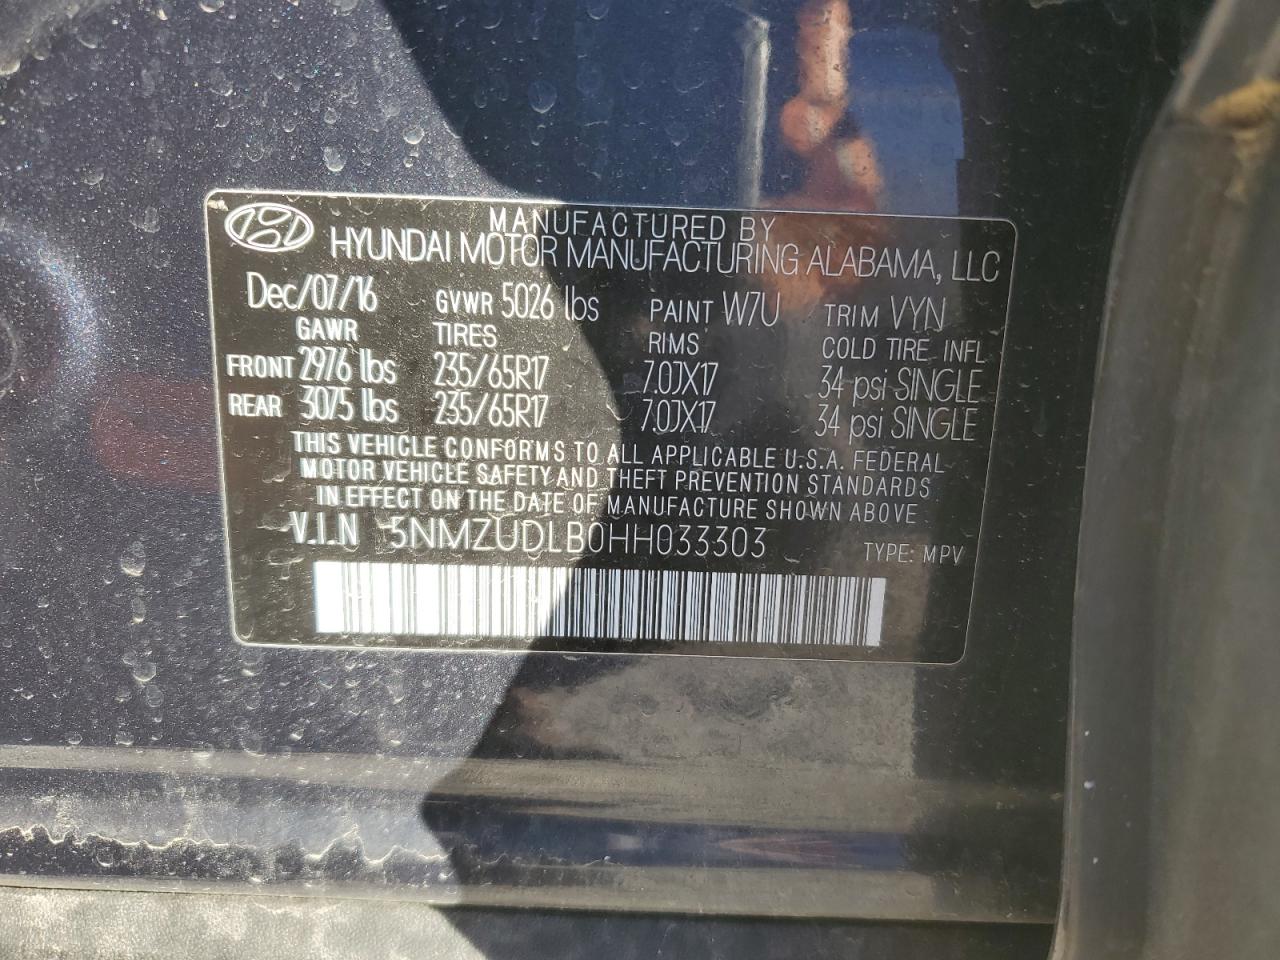 MANUFACTURED BY
HYUNDAI MOTOR MANUFACTURING ALABAMA, LLC
Dec/07/16 GVWR 5026 lbs PAINT W7U TRIM VYN
GAWR TIRES RIMS COLD TIRE INFL
FRONT 2976 lbs 235/65R17 7.0JX17 34 psi SINGLE
REAR 3075 lbs 235/65R17 7.0JX17 34 psi SINGLE
THIS VEHICLE CONFORMS TO ALL APPLICABLE U.S.A. FEDERAL
MOTOR VEHICLE SAFETY AND THEFT PREVENTION STANDARDS
IN EFFECT ON THE DATE OF MANUFACTURE SHOWN ABOVE.
V.I.N 5NMZUDLB0HH033303 TYPE: MPV